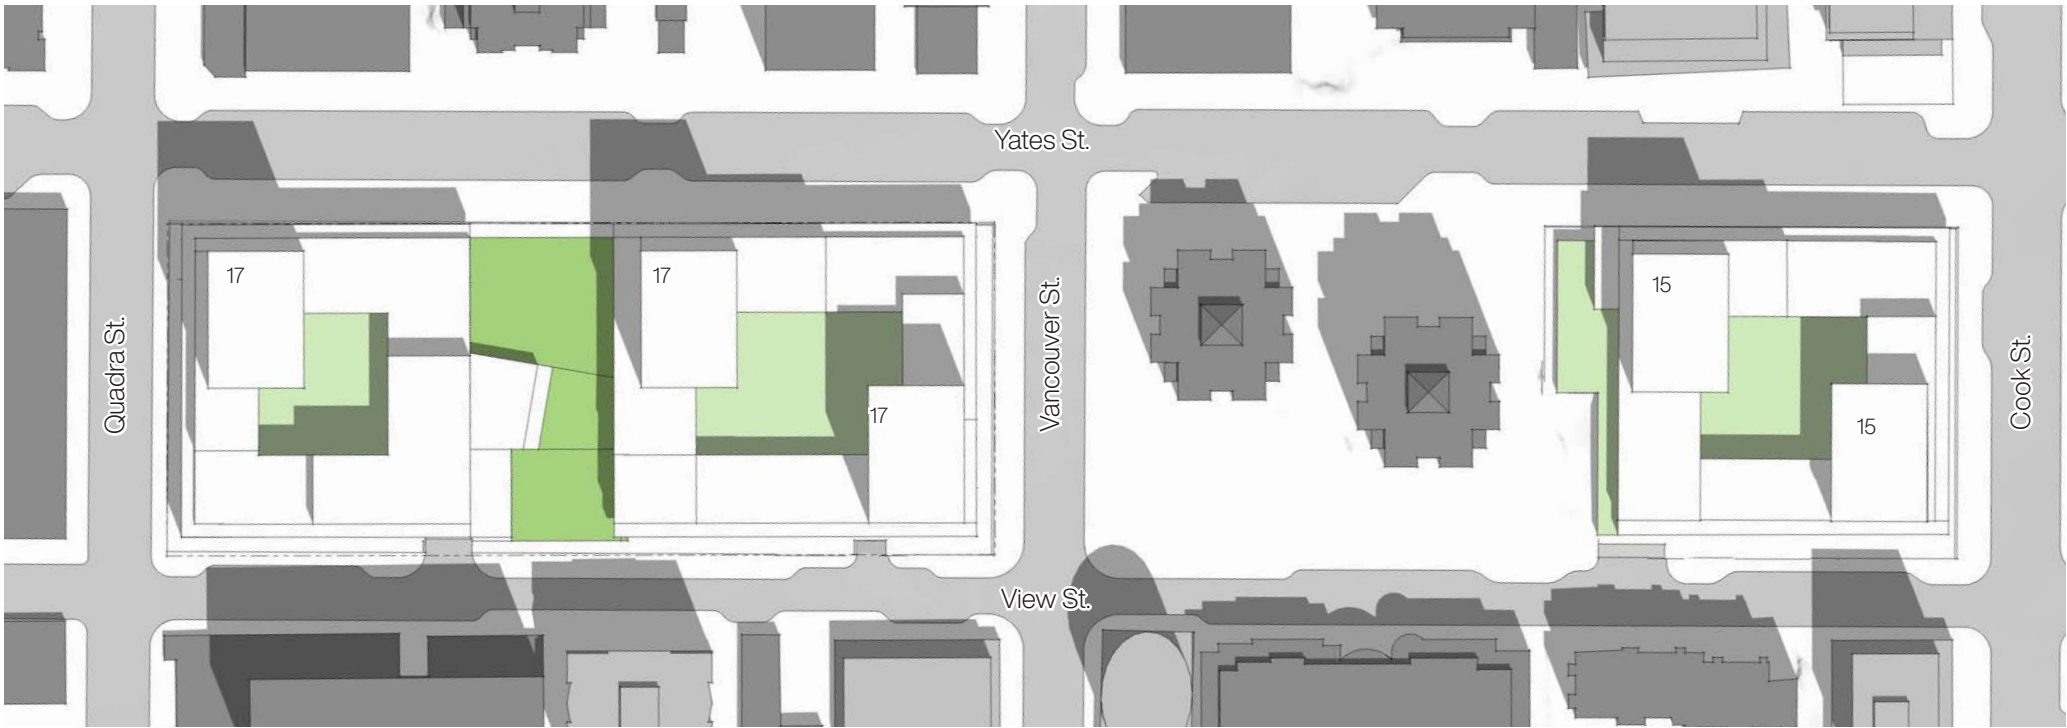 Yates St.
17
17
15
Quadra St.
Vancouver St.
Cook St.
17
15
View St.